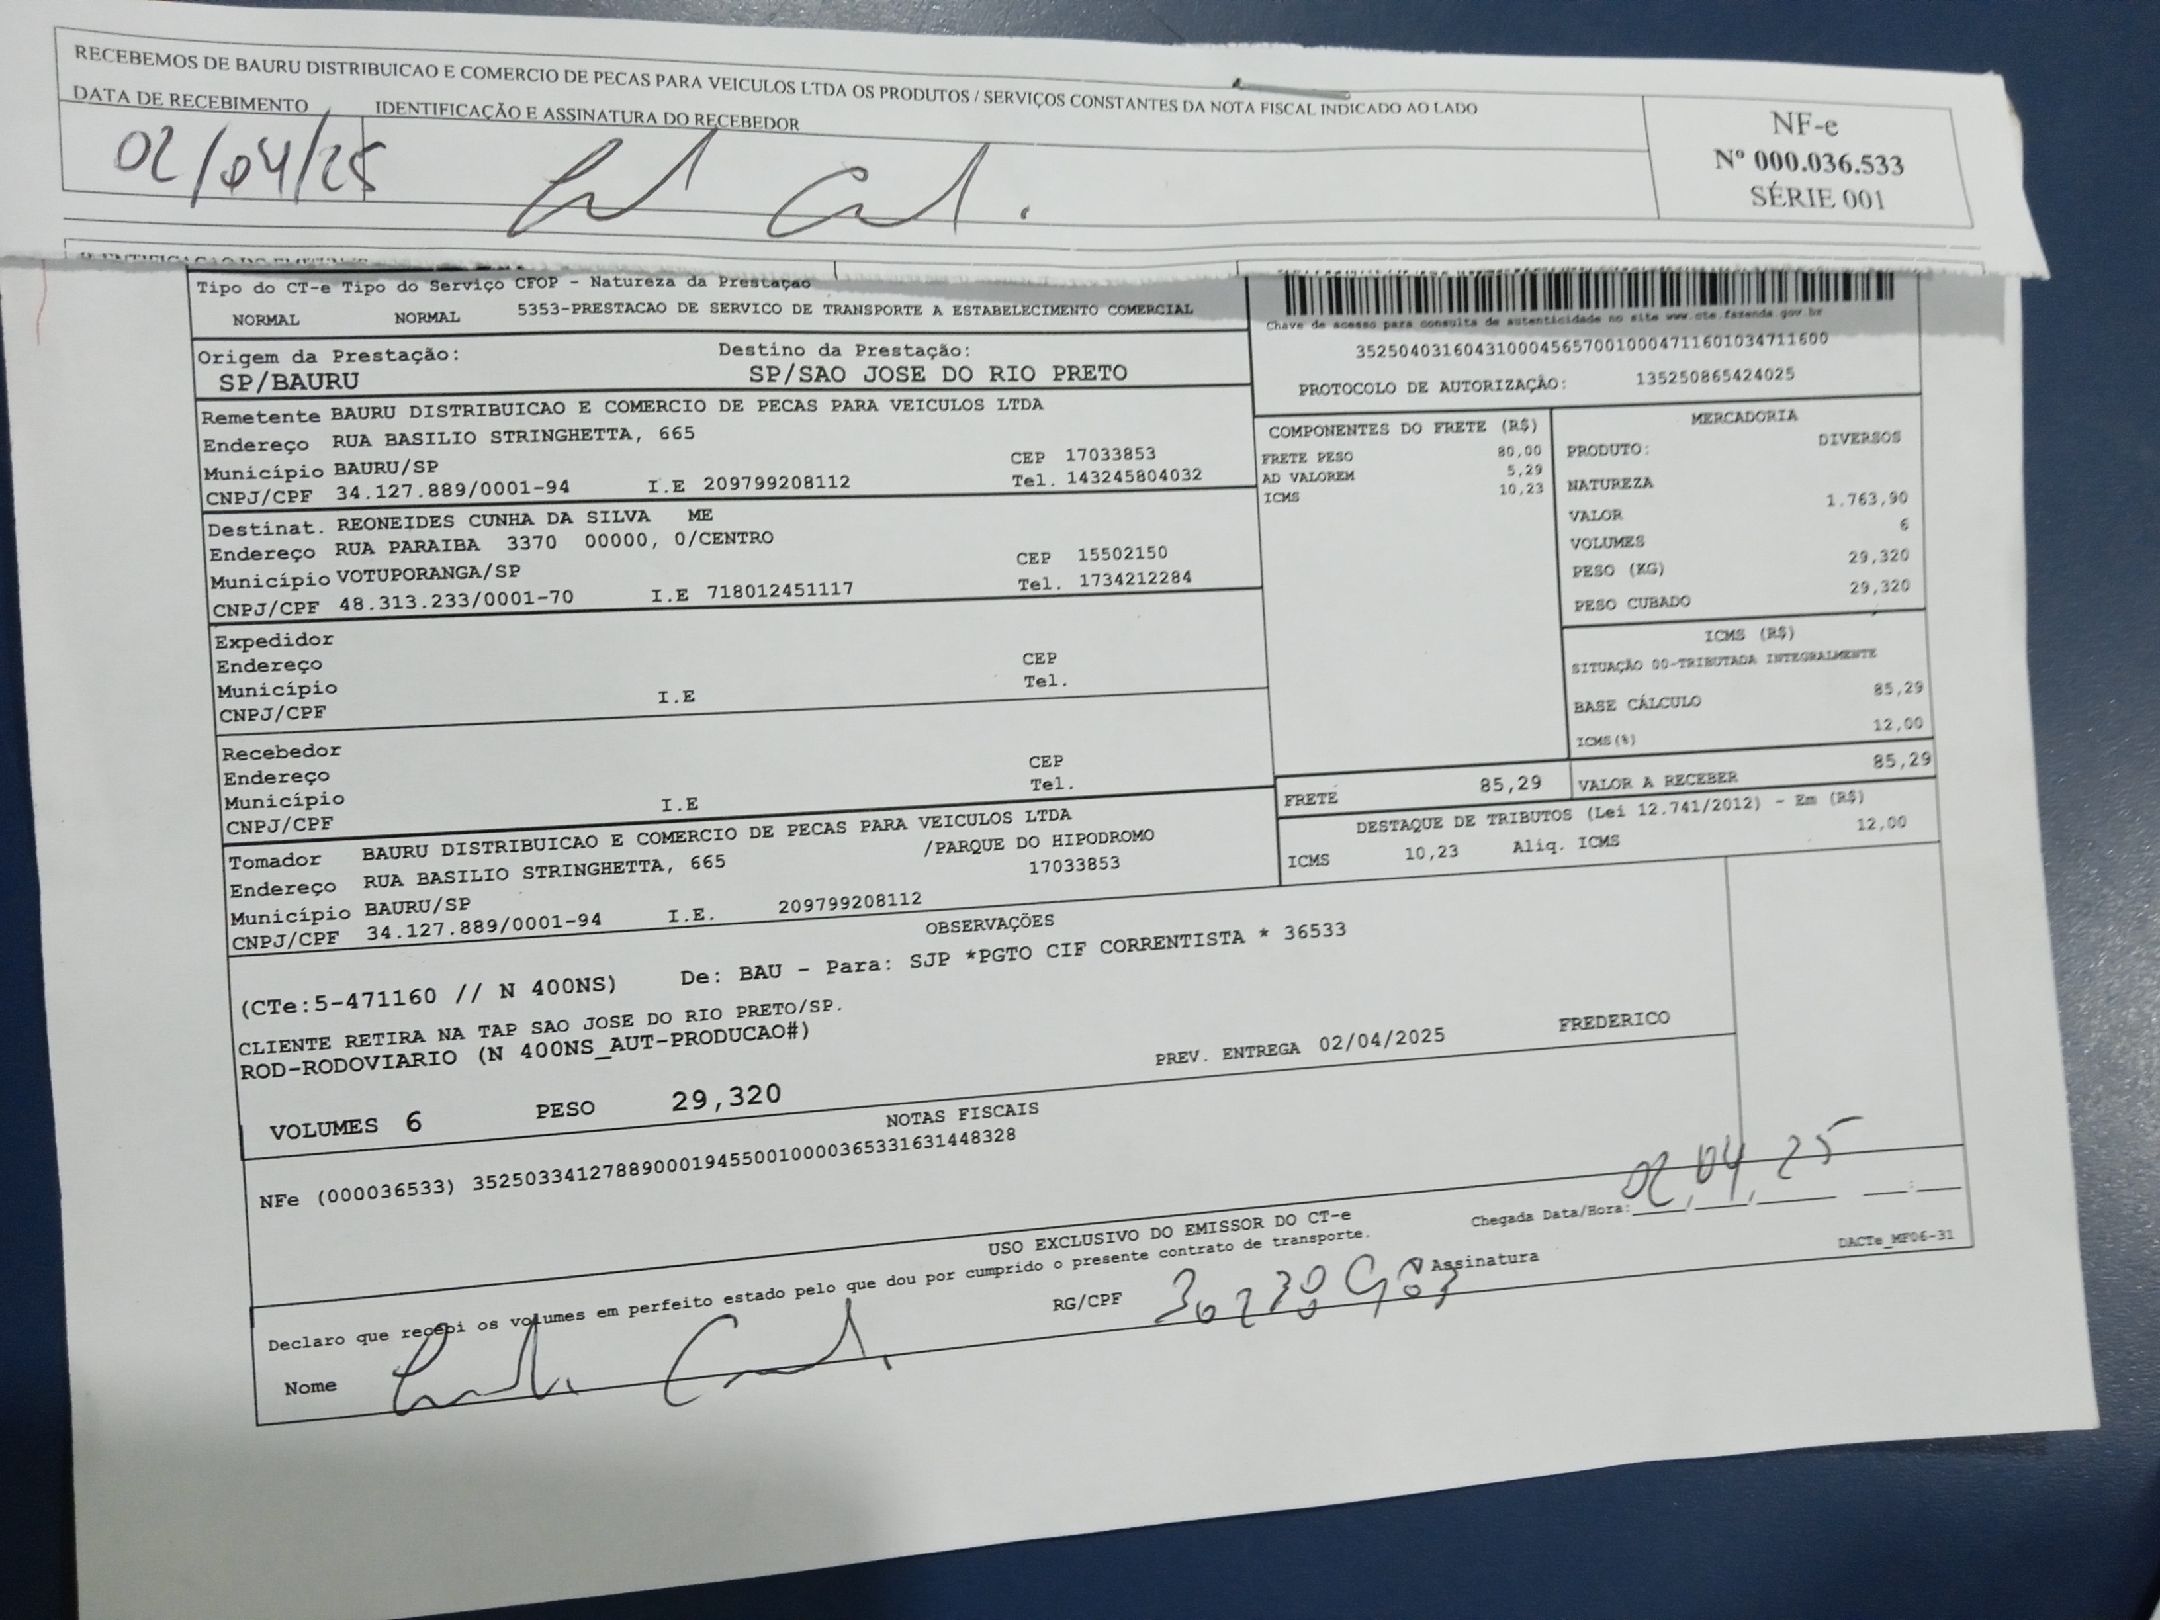 RECEBEMOS DE BAURU DISTRIBUICAO E COMERCIO DE PECAS PARA VEICULOS LTDA OS PRODUTOS / SERVIÇOS CONSTANTES DA NOTA FISCAL INDICADO AO LADO
DATA DE RECEBIMENTO IDENTIFICAÇÃO E ASSINATURA DO RECEBEDOR
02/04/25
NF-e
Nº 000.036.533
SÉRIE 001
Tipo do CT-e Tipo do Serviço CFOP - Natureza da Prestação
NORMAL NORMAL 5353-PRESTACAO DE SERVICO DE TRANSPORTE A ESTABELECIMENTO COMERCIAL
Chave de acesso para consulta de autenticidade no site www.cte.fazenda.gov.br
35250403160431000456570010004711601034711600
PROTOCOLO DE AUTORIZAÇÃO: 135250865424025
Origem da Prestação: Destino da Prestação:
SP/BAURU SP/SAO JOSE DO RIO PRETO
Remetente BAURU DISTRIBUICAO E COMERCIO DE PECAS PARA VEICULOS LTDA
Endereço RUA BASILIO STRINGHETTA, 665
Município BAURU/SP CEP 17033853
CNPJ/CPF 34.127.889/0001-94 I.E 209799208112 Tel. 143245804032
Destinat. REONEIDES CUNHA DA SILVA ME
Endereço RUA PARAIBA 3370 00000, 0/CENTRO
Município VOTUPORANGA/SP CEP 15502150
CNPJ/CPF 48.313.233/0001-70 I.E 718012451117 Tel. 1734212284
Expedidor
Endereço CEP
Município Tel.
CNPJ/CPF I.E
Recebedor
Endereço CEP
Município Tel.
CNPJ/CPF I.E
COMPONENTES DO FRETE (R$)
FRETE PESO 80,00
AD VALOREM 5,29
ICMS 10,23
MERCADORIA
PRODUTO: DIVERSOS
NATUREZA
VALOR 1.763,90
VOLUMES 6
PESO (KG) 29,320
PESO CUBADO 29,320
ICMS (R$)
SITUAÇÃO 00-TRIBUTADA INTEGRALMENTE
BASE CÁLCULO 85,29
ICMS(%) 12,00
FRETE 85,29 VALOR A RECEBER 85,29
DESTAQUE DE TRIBUTOS (Lei 12.741/2012) - Em (R$)
ICMS 10,23 Aliq. ICMS 12,00
Tomador BAURU DISTRIBUICAO E COMERCIO DE PECAS PARA VEICULOS LTDA
Endereço RUA BASILIO STRINGHETTA, 665 /PARQUE DO HIPODROMO
Município BAURU/SP 17033853
CNPJ/CPF 34.127.889/0001-94 I.E. 209799208112
OBSERVAÇÕES
(CTe:5-471160 // N 400NS) De: BAU - Para: SJP *PGTO CIF CORRENTISTA * 36533
CLIENTE RETIRA NA TAP SAO JOSE DO RIO PRETO/SP.
ROD-RODOVIARIO (N 400NS_AUT-PRODUCAO#)
PREV. ENTREGA 02/04/2025 FREDERICO
VOLUMES 6 PESO 29,320
NOTAS FISCAIS
NFe (000036533) 35250334127889000194550010000365331631448328
USO EXCLUSIVO DO EMISSOR DO CT-e
Chegada Data/Hora: 02/04/25
Declaro que recebi os volumes em perfeito estado pelo que dou por cumprido o presente contrato de transporte.
DACTe_MF06-31
Nome RG/CPF Assinatura